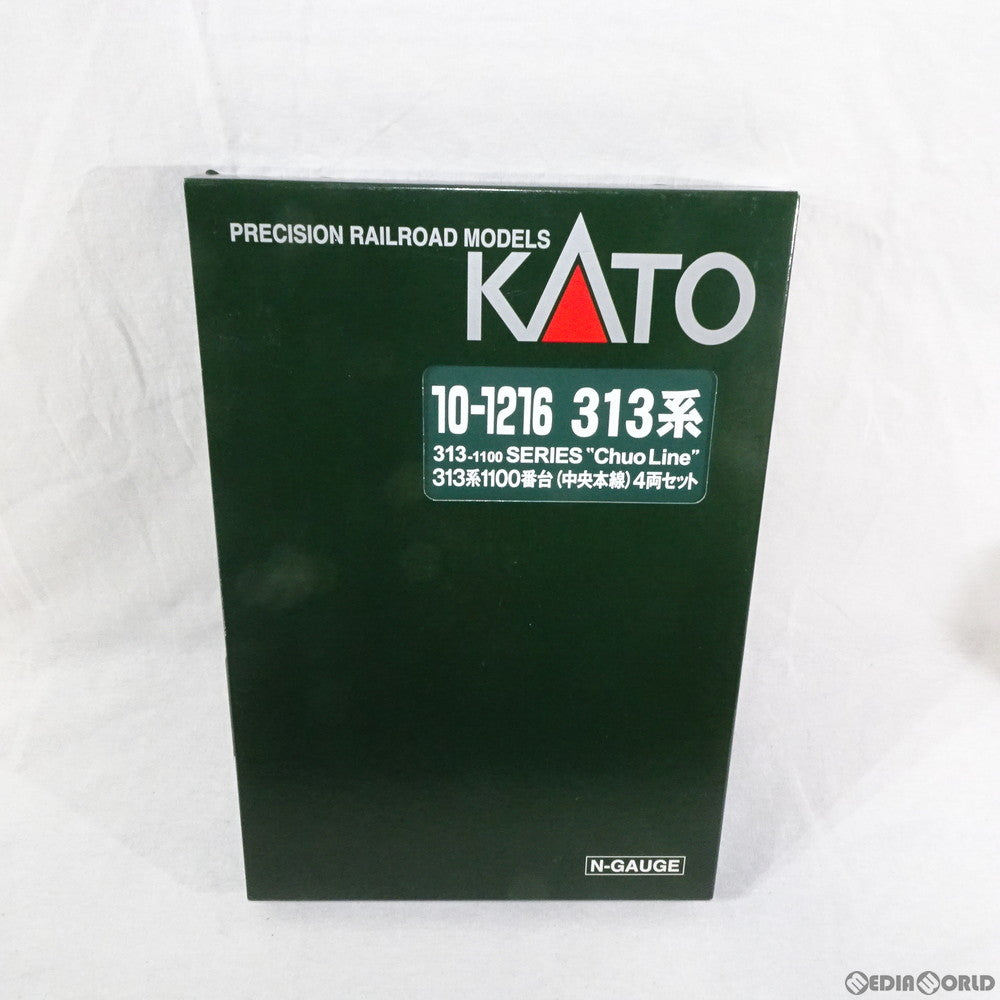 PRECISION RAILROAD MODELS
KATO
10-1216 313系
313-1100 SERIES "Chuo Line"
313系1100番台(中央本線)4両セット
N-GAUGE
MEDIAWORLD